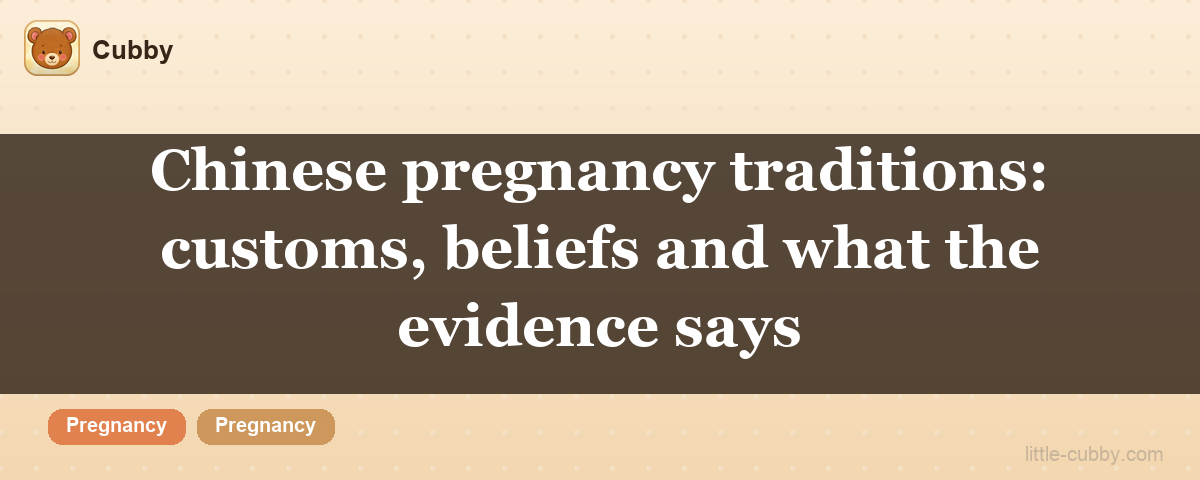 Cubby
Chinese pregnancy traditions:
customs, beliefs and what the
evidence says
Pregnancy Pregnancy
little-cubby.com